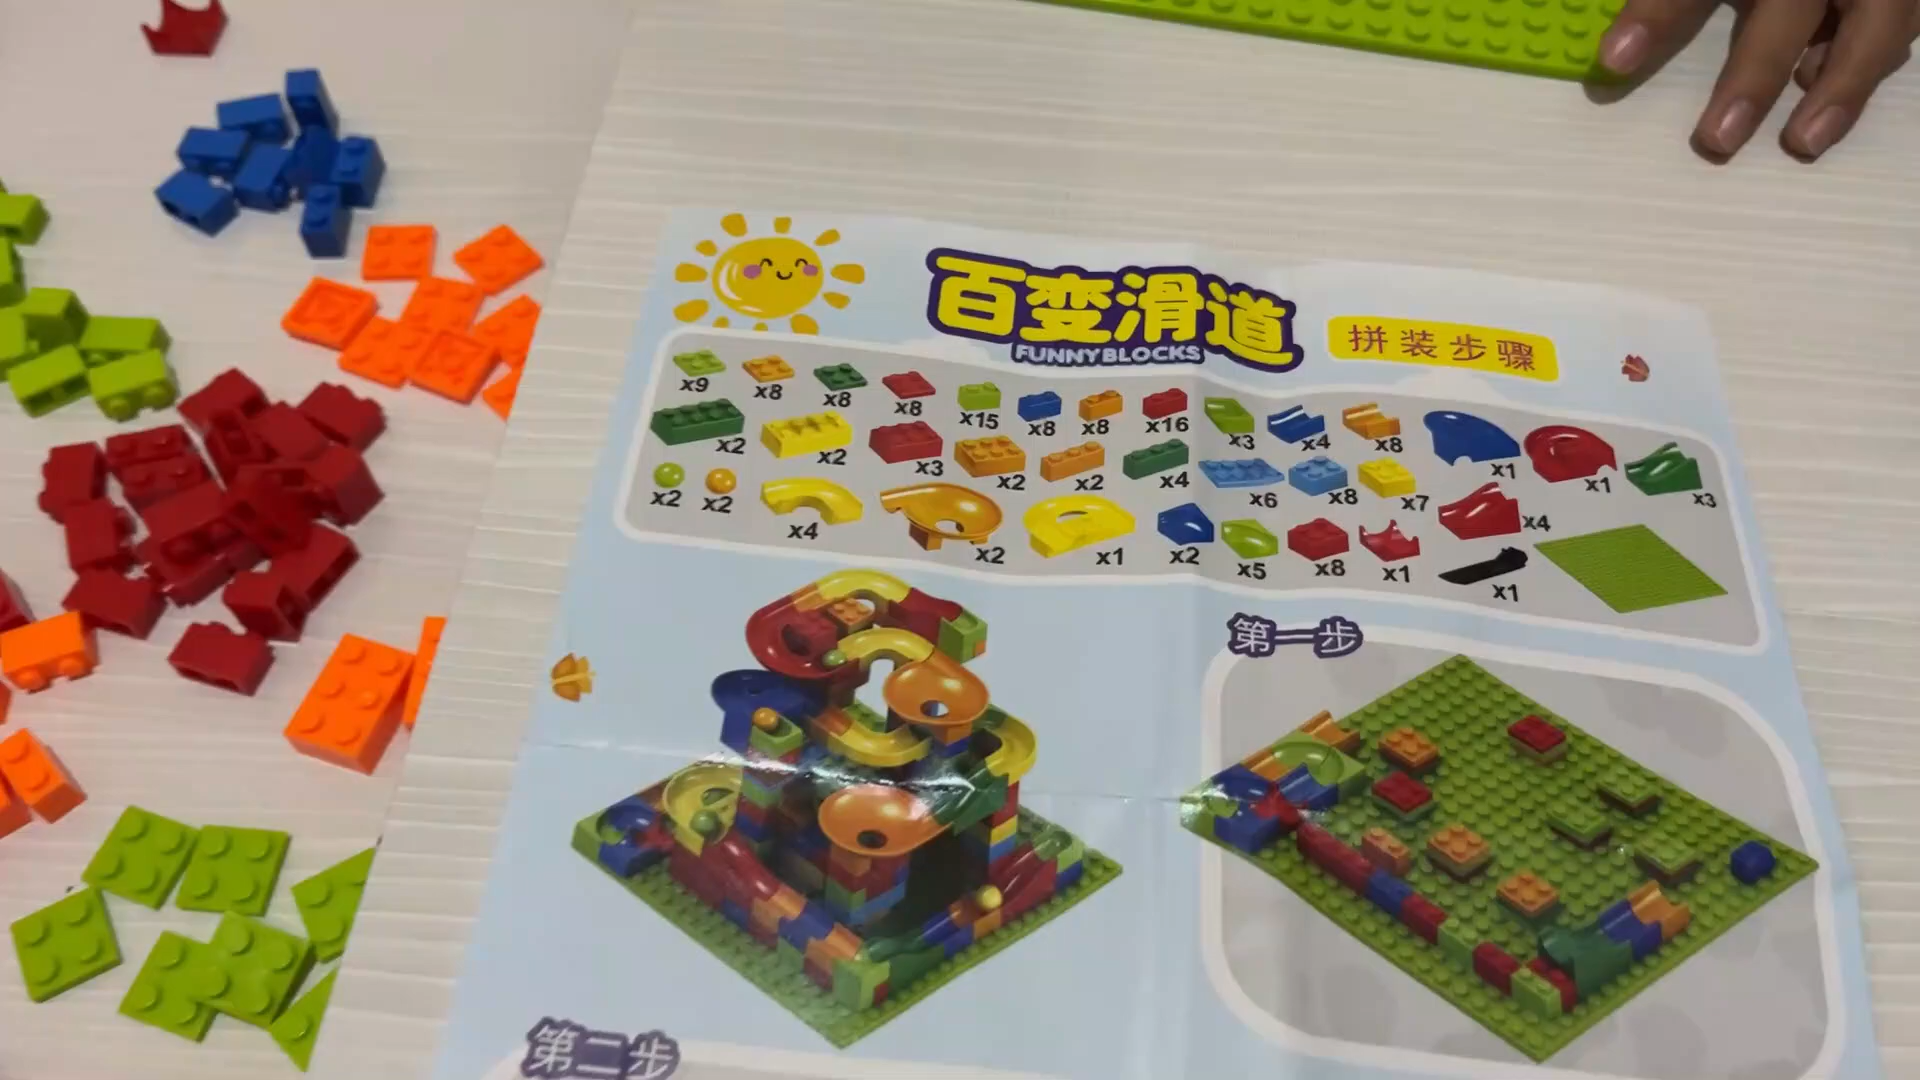 百变滑道
FUNNYBLOCKS
拼装步骤
x9 x8 x8 x8 x15 x8 x8 x16 x3 x4 x8 x1 x1 x3
x2 x2 x3 x2 x2 x4 x6 x8 x7 x4
x2 x2 x4 x2 x1 x2 x5 x8 x1 x1
第一步
第二步